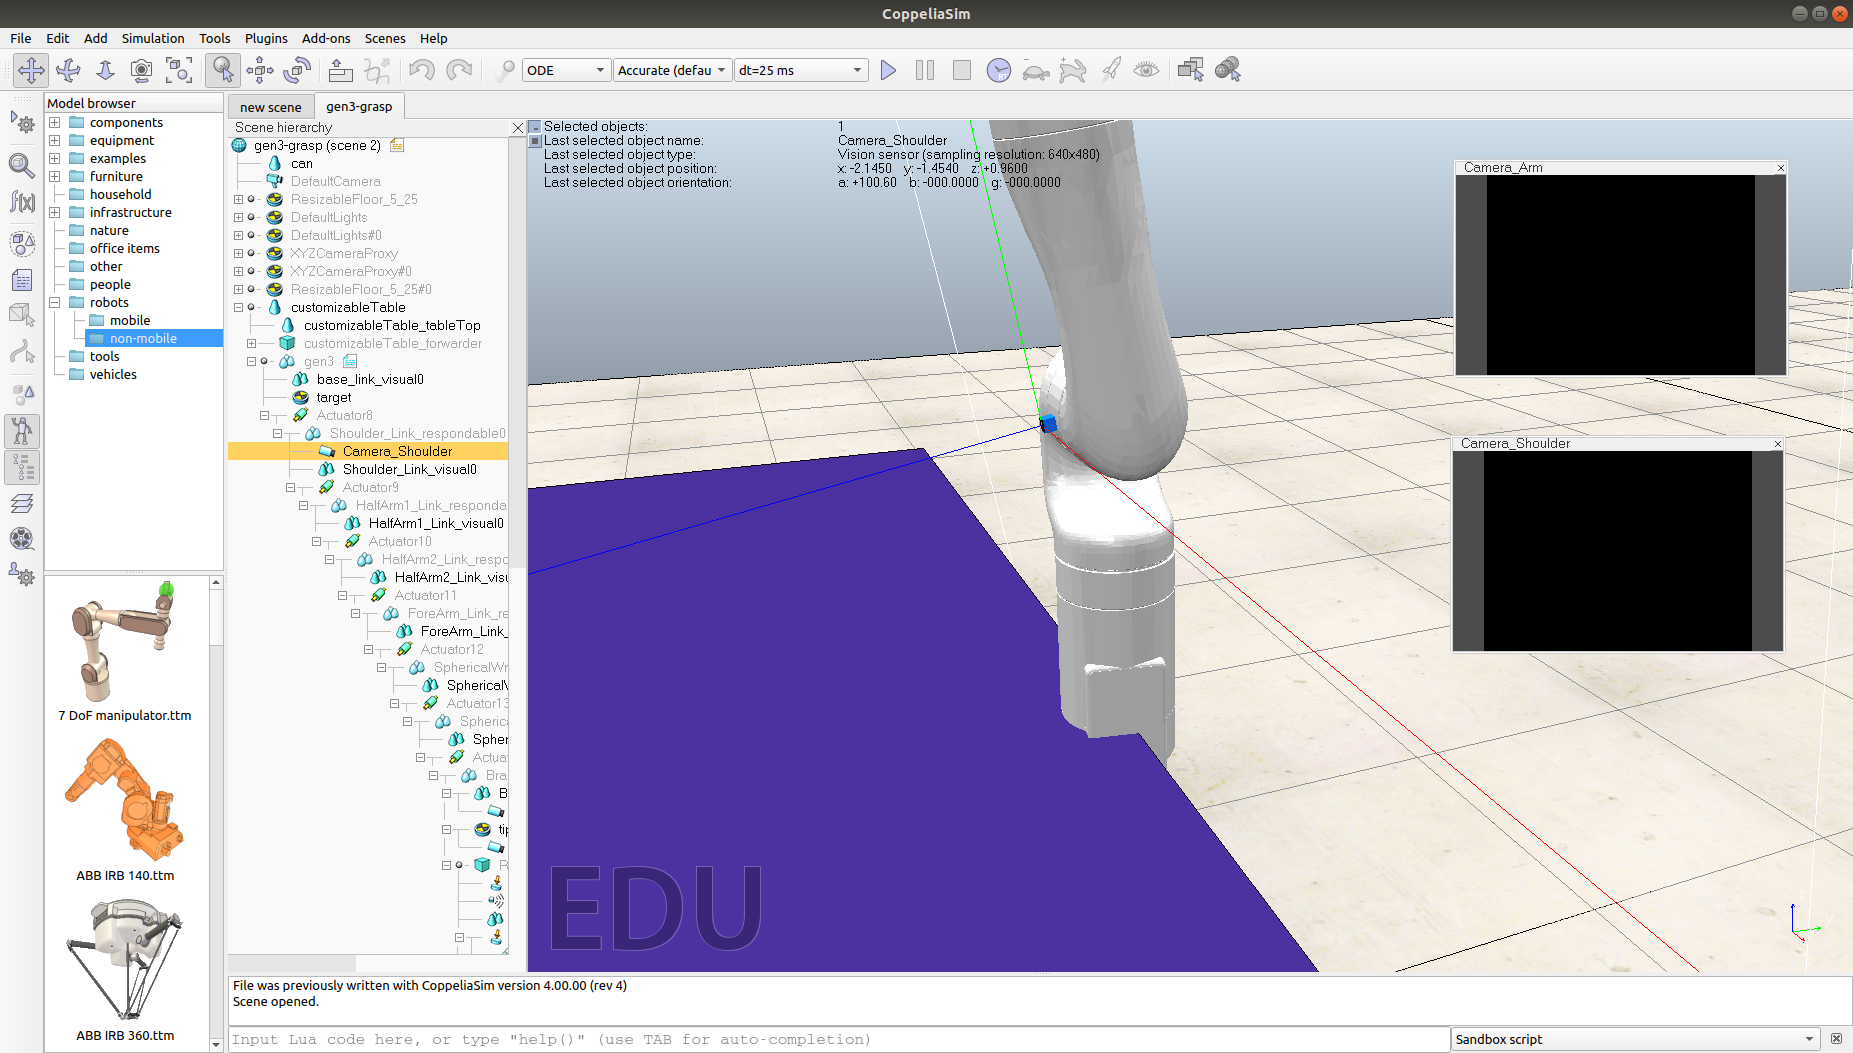 CoppeliaSim
File Edit Add Simulation Tools Plugins Add-ons Scenes Help
ODE
Accurate (defau
dt=25 ms
RT
Model browser
components
equipment
examples
furniture
household
infrastructure
nature
office items
other
people
robots
mobile
non-mobile
tools
vehicles
7 DoF manipulator.ttm
ABB IRB 140.ttm
ABB IRB 360.ttm
new scene
gen3-grasp
Scene hierarchy
gen3-grasp (scene 2)
can
DefaultCamera
ResizableFloor_5_25
DefaultLights
DefaultLights#0
XYZCameraProxy
XYZCameraProxy#0
ResizableFloor_5_25#0
customizableTable
customizableTable_tableTop
customizableTable_forwarder
gen3
base_link_visual0
target
Actuator8
Shoulder_Link_respondable0
Camera_Shoulder
Shoulder_Link_visual0
Actuator9
HalfArm1_Link_responda
HalfArm1_Link_visual0
Actuator10
HalfArm2_Link_respo
HalfArm2_Link_visu
Actuator11
ForeArm_Link_re
ForeArm_Link_
Actuator12
SphericalWr
Spherical
Actuator13
Spherica
Spher
Actua
Bra
B
tip
R
Selected objects: 1
Last selected object name: Camera_Shoulder
Last selected object type: Vision sensor (sampling resolution: 640x480)
Last selected object position: x: -2.1450 y: -1.4540 z: +0.9600
Last selected object orientation: a: +100.60 b: -000.0000 g: -000.0000
Camera_Arm
Camera_Shoulder
EDU
File was previously written with CoppeliaSim version 4.00.00 (rev 4)
Scene opened.
Input Lua code here, or type "help()" (use TAB for auto-completion)
Sandbox script